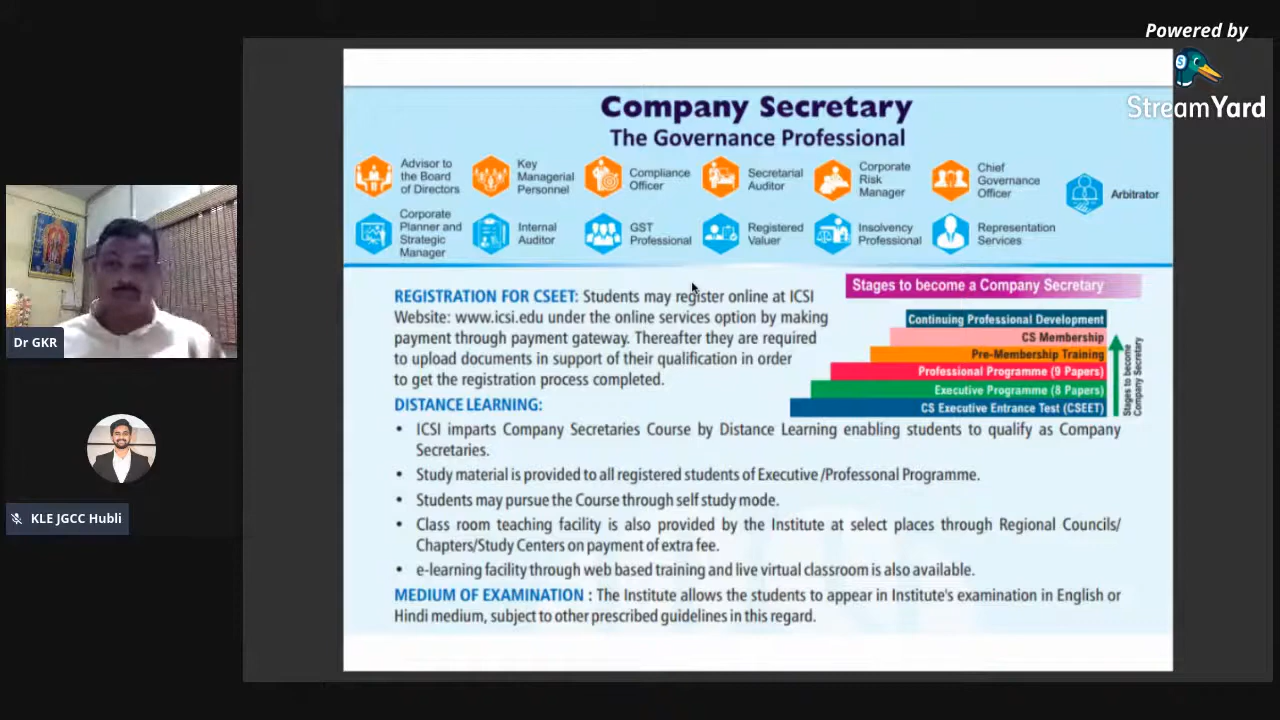 Powered by
StreamYard
Company Secretary
The Governance Professional
Advisor to
the Board
of Directors
Key
Managerial
Personnel
Compliance
Officer
Secretarial
Auditor
Corporate
Risk
Manager
Chief
Governance
Officer
Arbitrator
Corporate
Planner and
Strategic
Manager
Internal
Auditor
GST
Professional
Registered
Valuer
Insolvency
Professional
Representation
Services
REGISTRATION FOR CSEET: Students may register online at ICSI
Website: www.icsi.edu under the online services option by making
payment through payment gateway. Thereafter they are required
to upload documents in support of their qualification in order
to get the registration process completed.
Stages to become a Company Secretary
Continuing Professional Development
CS Membership
Pre-Membership Training
Professional Programme (9 Papers)
Executive Programme (8 Papers)
CS Executive Entrance Test (CSEET)
Stages to become
Company Secretary
DISTANCE LEARNING:
• ICSI imparts Company Secretaries Course by Distance Learning enabling students to qualify as Company
Secretaries.
• Study material is provided to all registered students of Executive/Professonal Programme.
• Students may pursue the Course through self study mode.
• Class room teaching facility is also provided by the Institute at select places through Regional Councils/
Chapters/Study Centers on payment of extra fee.
• e-learning facility through web based training and live virtual classroom is also available.
MEDIUM OF EXAMINATION : The Institute allows the students to appear in Institute's examination in English or
Hindi medium, subject to other prescribed guidelines in this regard.
Dr GKR
KLE JGCC Hubli